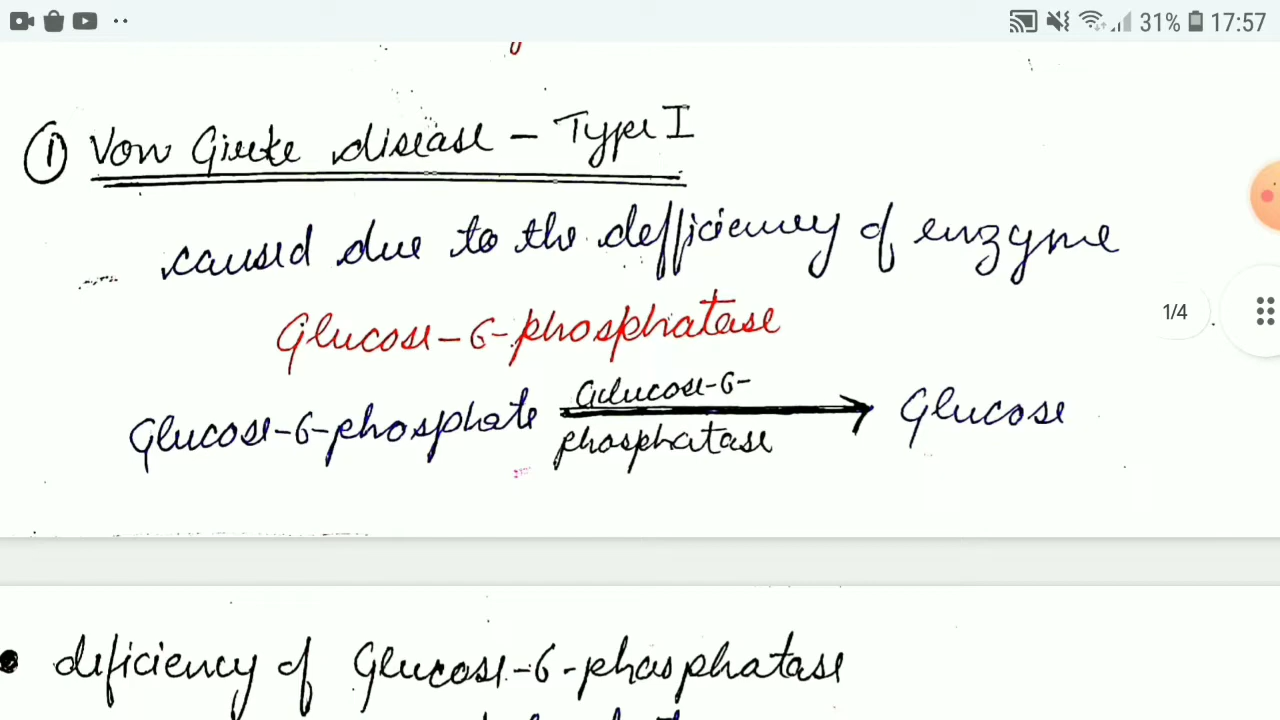 31% 17:57
① Von Gierke disease - Type I
caused due to the defficiency of enzyme
Glucose-6-phosphatase
1/4
Glucose-6-phosphate Glucose-6- Glucose
phosphatase
• deficiency of Glucose-6-phosphatase